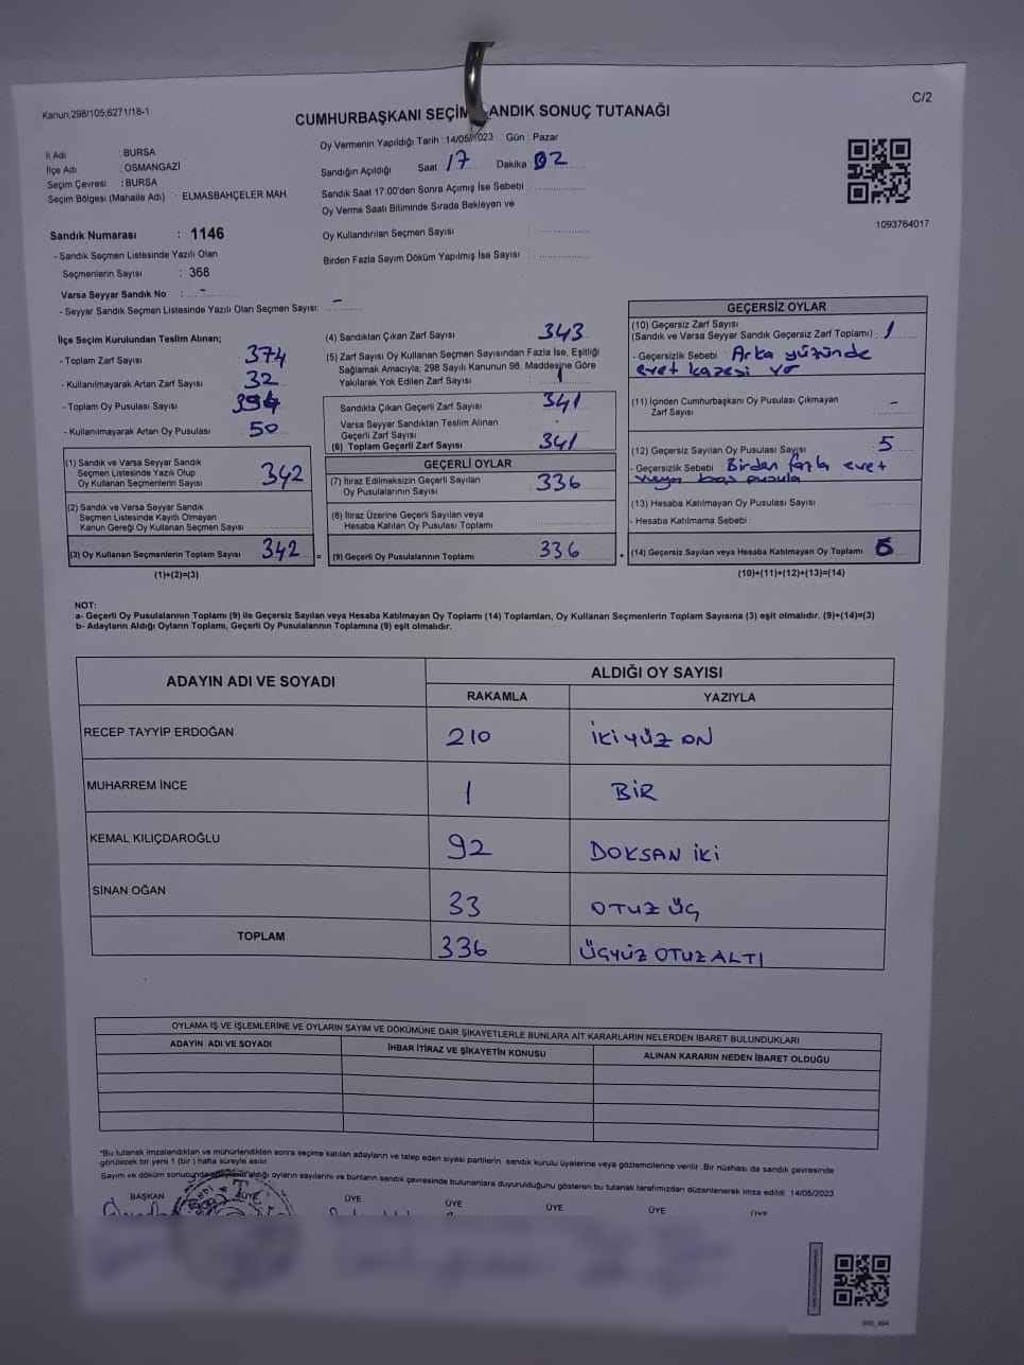 Kanun:298/105;6271/18-1
C/2
CUMHURBAŞKANI SEÇİM SANDIK SONUÇ TUTANAĞI
İl Adı : BURSA
İlçe Adı : OSMANGAZİ
Seçim Çevresi : BURSA
Seçim Bölgesi (Mahalle Adı) : ELMASBAHÇELER MAH
Oy Vermenin Yapıldığı Tarih : 14/05/2023 Gün : Pazar
Sandığın Açıldığı Saat 17 Dakika 02
Sandık Saat 17:00'den Sonra Açımış İse Sebebi
Oy Verme Saati Bitiminde Sırada Bekleyen ve
Oy Kullandırılan Seçmen Sayısı
Birden Fazla Sayım Döküm Yapılmış İse Sayısı
1093764017
Sandık Numarası : 1146
- Sandık Seçmen Listesinde Yazılı Olan
Seçmenlerin Sayısı : 368
Varsa Seyyar Sandık No : -
- Seyyar Sandık Seçmen Listesinde Yazılı Olan Seçmen Sayısı: -
İlçe Seçim Kurulundan Teslim Alınan;
- Toplam Zarf Sayısı 374
- Kullanılmayarak Artan Zarf Sayısı 32
- Toplam Oy Pusulası Sayısı
- Kullanılmayarak Artan Oy Pusulası 50
(1) Sandık ve Varsa Seyyar Sandık
Seçmen Listesinde Yazılı Olup
Oy Kullanan Seçmenlerin Sayısı 342
(2) Sandık ve Varsa Seyyar Sandık
Seçmen Listesinde Kayıtlı Olmayan
Kanun Gereği Oy Kullanan Seçmen Sayısı
(3) Oy Kullanan Seçmenlerin Toplam Sayısı 342
(1)+(2)=(3)
(4) Sandıktan Çıkan Zarf Sayısı 343
(5) Zarf Sayısı Oy Kullanan Seçmen Sayısından Fazla İse, Eşitliği
Sağlamak Amacıyla; 298 Sayılı Kanunun 98. Maddesine Göre
Yakılarak Yok Edilen Zarf Sayısı 1
Sandıkta Çıkan Geçerli Zarf Sayısı 341
Varsa Seyyar Sandıktan Teslim Alınan
Geçerli Zarf Sayısı
(6) Toplam Geçerli Zarf Sayısı 341
GEÇERLİ OYLAR
(7) İtiraz Edilmeksizin Geçerli Sayılan
Oy Pusulalarının Sayısı 336
(8) İtiraz Üzerine Geçerli Sayılan veya
Hesaba Katılan Oy Pusulası Toplamı
= (9) Geçerli Oy Pusulalarının Toplamı 336
GEÇERSİZ OYLAR
(10) Geçersiz Zarf Sayısı
(Sandık ve Varsa Seyyar Sandık Geçersiz Zarf Toplamı) : 1
- Geçersizlik Sebebi Arka yüzünde
evet kaşesi var
(11) İçinden Cumhurbaşkanı Oy Pusulası Çıkmayan
Zarf Sayısı -
(12) Geçersiz Sayılan Oy Pusulası Sayısı 5
- Geçersizlik Sebebi Birden fazla evet
veya boş pusula
(13) Hesaba Katılmayan Oy Pusulası Sayısı
- Hesaba Katılmama Sebebi
+ (14) Geçersiz Sayılan veya Hesaba Katılmayan Oy Toplamı 6
(10)+(11)+(12)+(13)=(14)
NOT:
a- Geçerli Oy Pusulalarının Toplamı (9) ile Geçersiz Sayılan veya Hesaba Katılmayan Oy Toplamı (14) Toplamları, Oy Kullanan Seçmenlerin Toplam Sayısına (3) eşit olmalıdır. (9)+(14)=(3)
b- Adayların Aldığı Oyların Toplamı, Geçerli Oy Pusulalarının Toplamına (9) eşit olmalıdır.
ADAYIN ADI VE SOYADI
ALDIĞI OY SAYISI
RAKAMLA YAZIYLA
RECEP TAYYİP ERDOĞAN 210 İKİ YÜZ ON
MUHARREM İNCE 1 BİR
KEMAL KILIÇDAROĞLU 92 DOKSAN İKİ
SİNAN OĞAN 33 OTUZ ÜÇ
TOPLAM 336 ÜÇYÜZ OTUZ ALTI
OYLAMA İŞ VE İŞLEMLERİNE VE OYLARIN SAYIM VE DÖKÜMÜNE DAİR ŞİKAYETLERLE BUNLARA AİT KARARLARIN NELERDEN İBARET BULUNDUKLARI
ADAYIN ADI VE SOYADI İHBAR İTİRAZ VE ŞİKAYETİN KONUSU ALINAN KARARIN NEDEN İBARET OLDUĞU
"Bu tutanak imzalandıktan ve mühürlendikten sonra seçime katılan adayların ve talep eden siyasi partilerin sandık kurulu üyelerine veya gözlemcilerine verilir. Bir nüshası da sandık çevresinde
görülecek bir yere 1 (bir) hafta süreyle asılır.
Sayım ve döküm sonucunda adayların aldığı oyların sayılarını ve bunların sandık çevresinde bulunanlara duyurulduğunu gösteren bu tutanak tarafımızdan düzenlenerek imza edildi. 14/05/2023
BAŞKAN ÜYE ÜYE ÜYE ÜYE ÜYE ÜYE